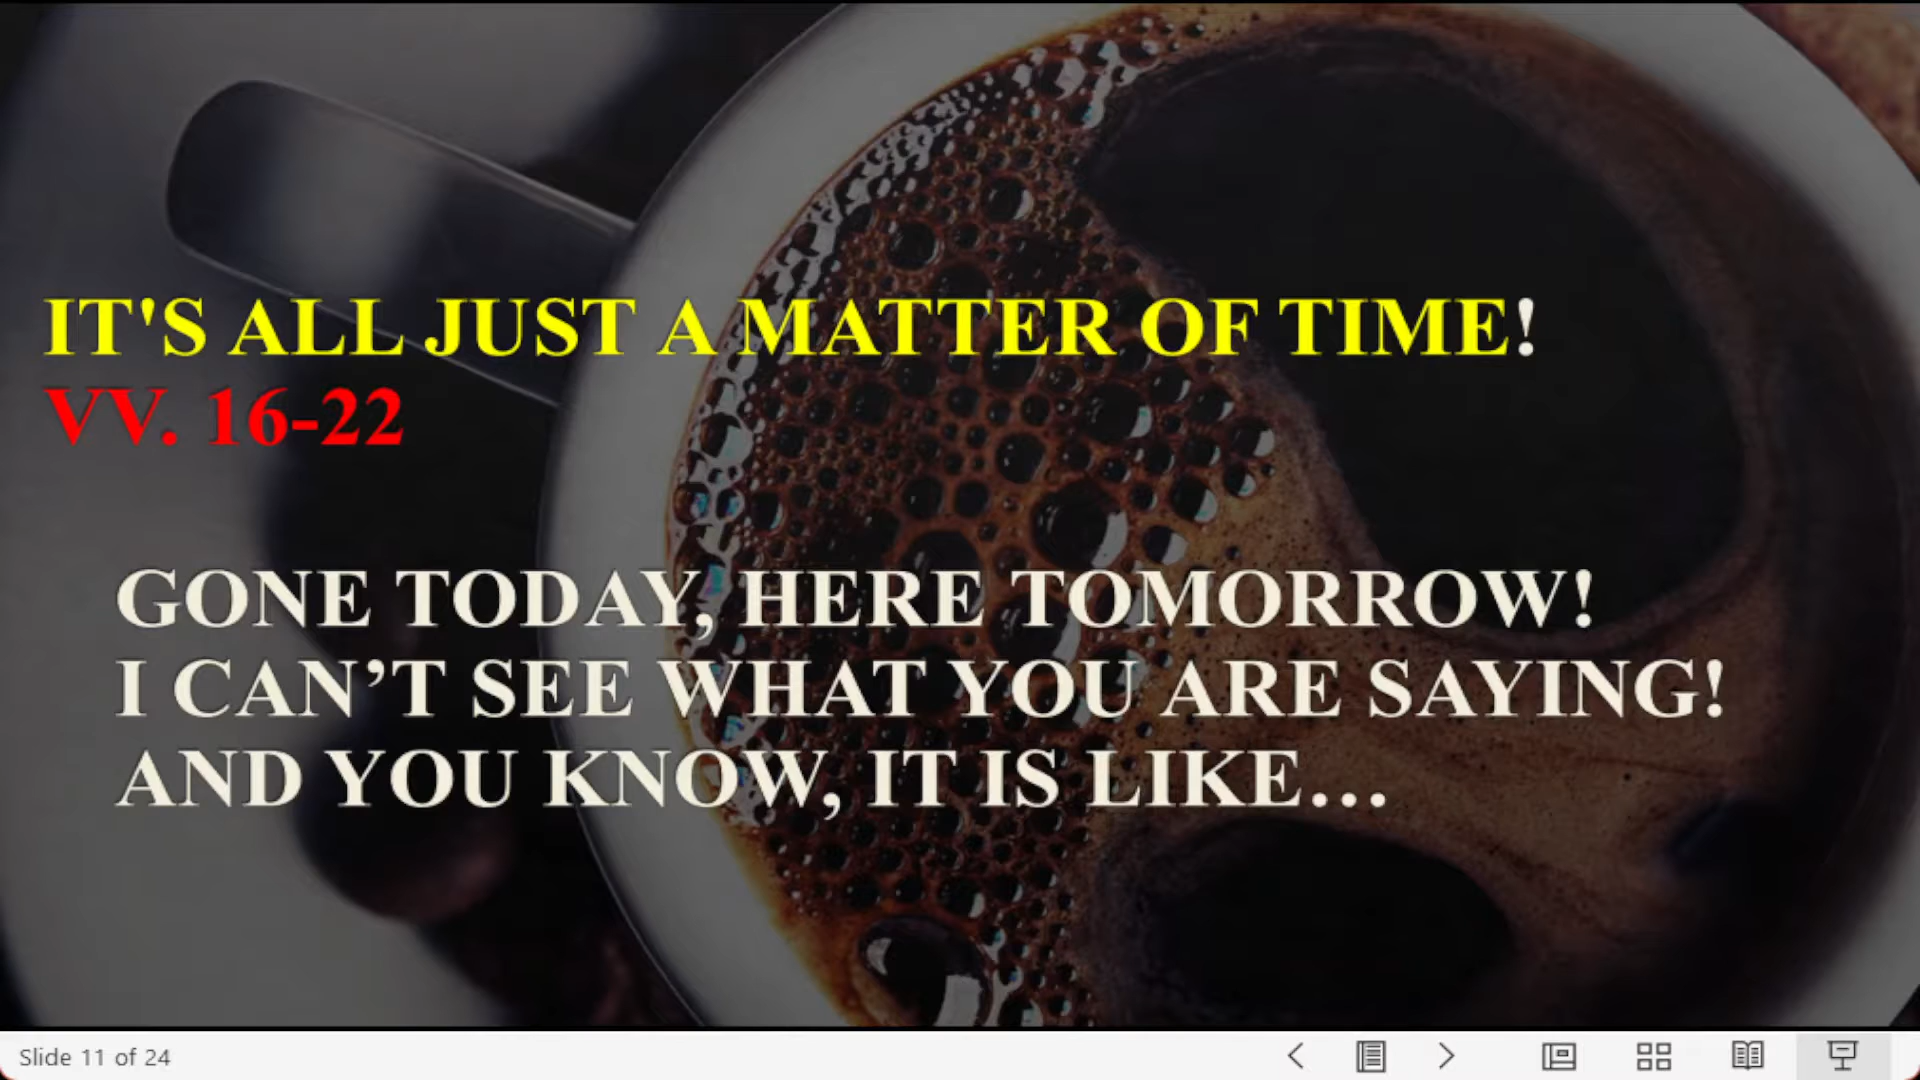 IT'S ALL JUST A MATTER OF TIME!
VV. 16-22
GONE TODAY, HERE TOMORROW!
I CAN’T SEE WHAT YOU ARE SAYING!
AND YOU KNOW, IT IS LIKE…
Slide 11 of 24